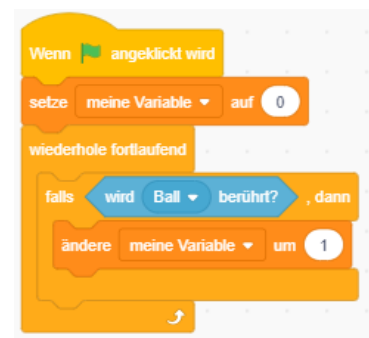 Wenn angeklickt wird
setze meine Variable auf 0
wiederhole fortlaufend
falls wird Ball berührt? , dann
ändere meine Variable um 1